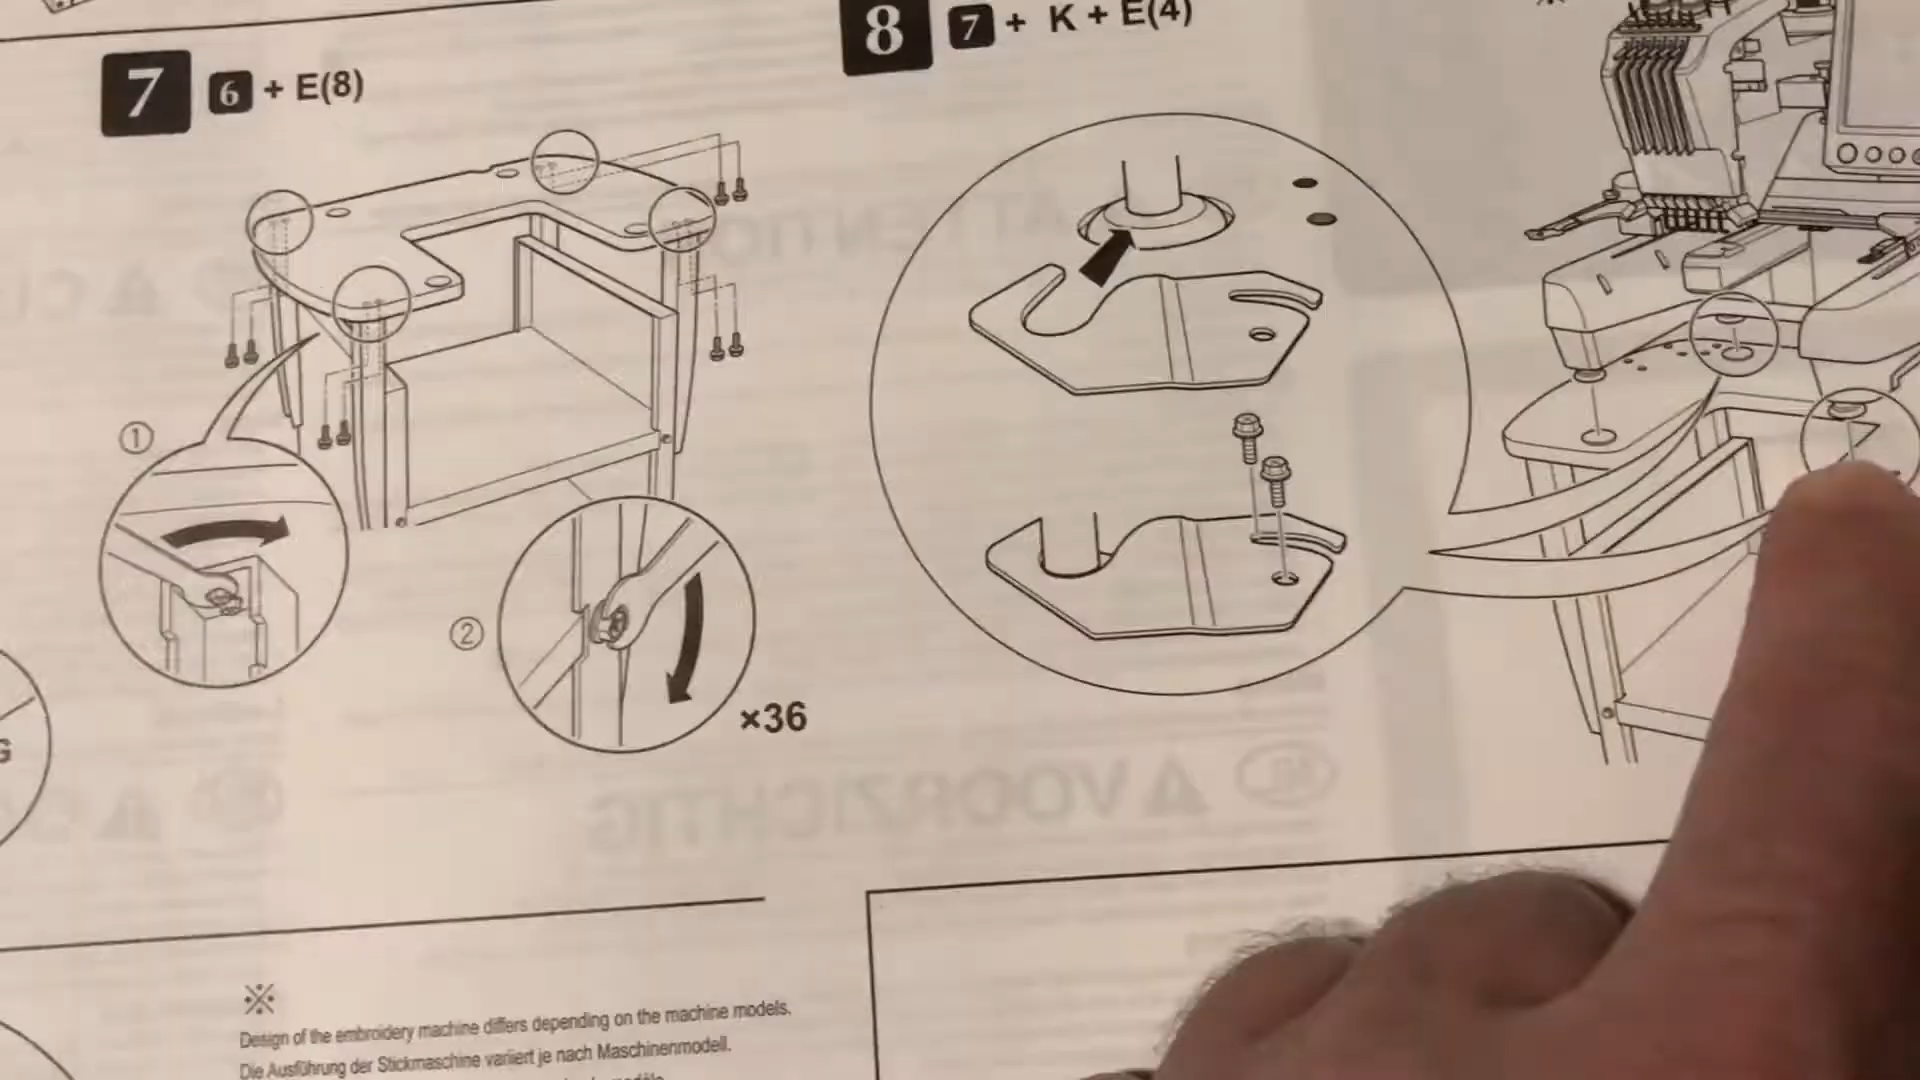 7 6 + E(8)
8 7 + K + E(4)
※
①
②
×36
G
※
Design of the embroidery machine differs depending on the machine models.
Die Ausführung der Stickmaschine variiert je nach Maschinenmodell.